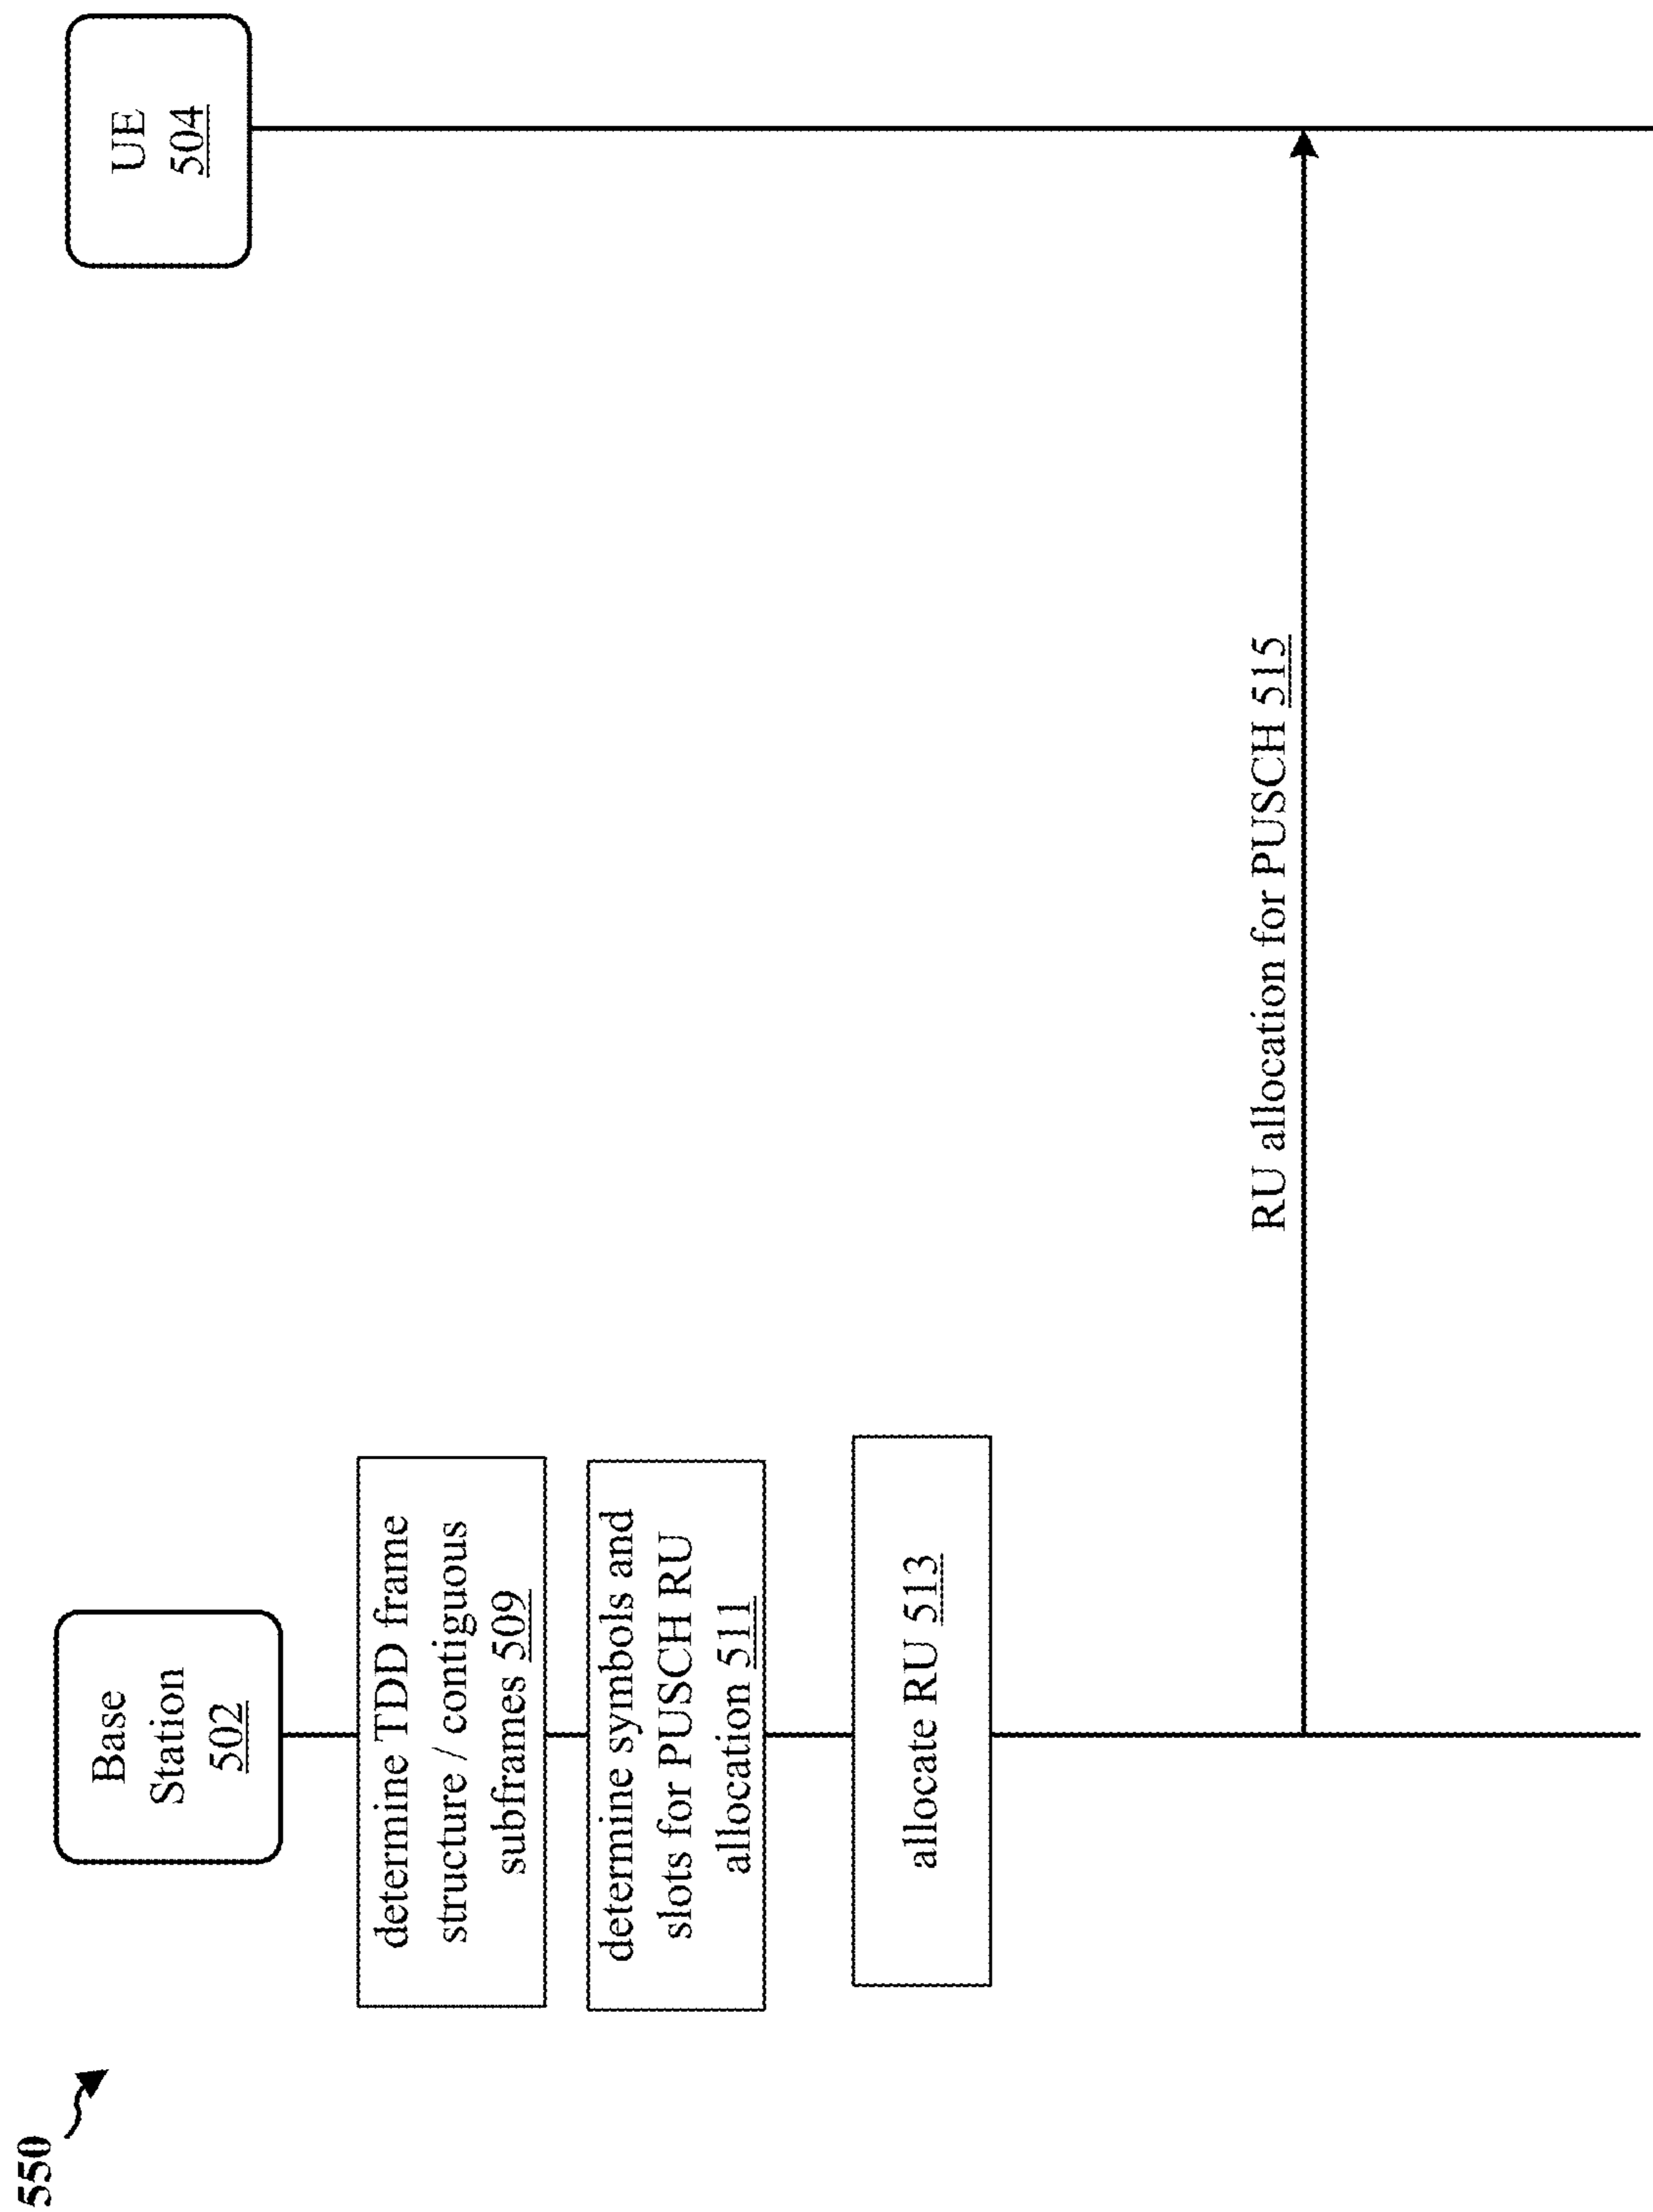 550
Base
Station
502
UE
504
determine TDD frame
structure / contiguous
subframes 509
determine symbols and
slots for PUSCH RU
allocation 511
allocate RU 513
RU allocation for PUSCH 515